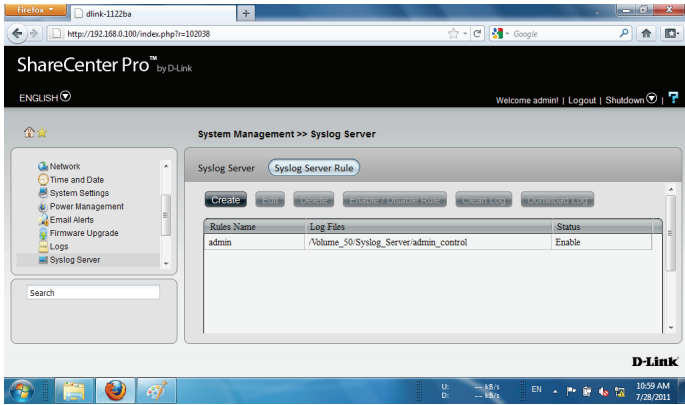 Firefox
dlink-1122ba
http://192.168.0.100/index.php?r=102038
Google
ShareCenter Pro™ by D-Link
ENGLISH
Welcome admin! | Logout | Shutdown |
System Management >> Syslog Server
Network
Time and Date
System Settings
Power Management
Email Alerts
Firmware Upgrade
Logs
Syslog Server
Search
Syslog Server Syslog Server Rule
Create Edit Delete Enable / Disable Rule Clean Log Download Log
Rules Name Log Files Status
admin /Volume_50/Syslog_Server/admin_control Enable
D-Link
U: --- kB/s
D: --- kB/s
EN
10:59 AM
7/28/2011